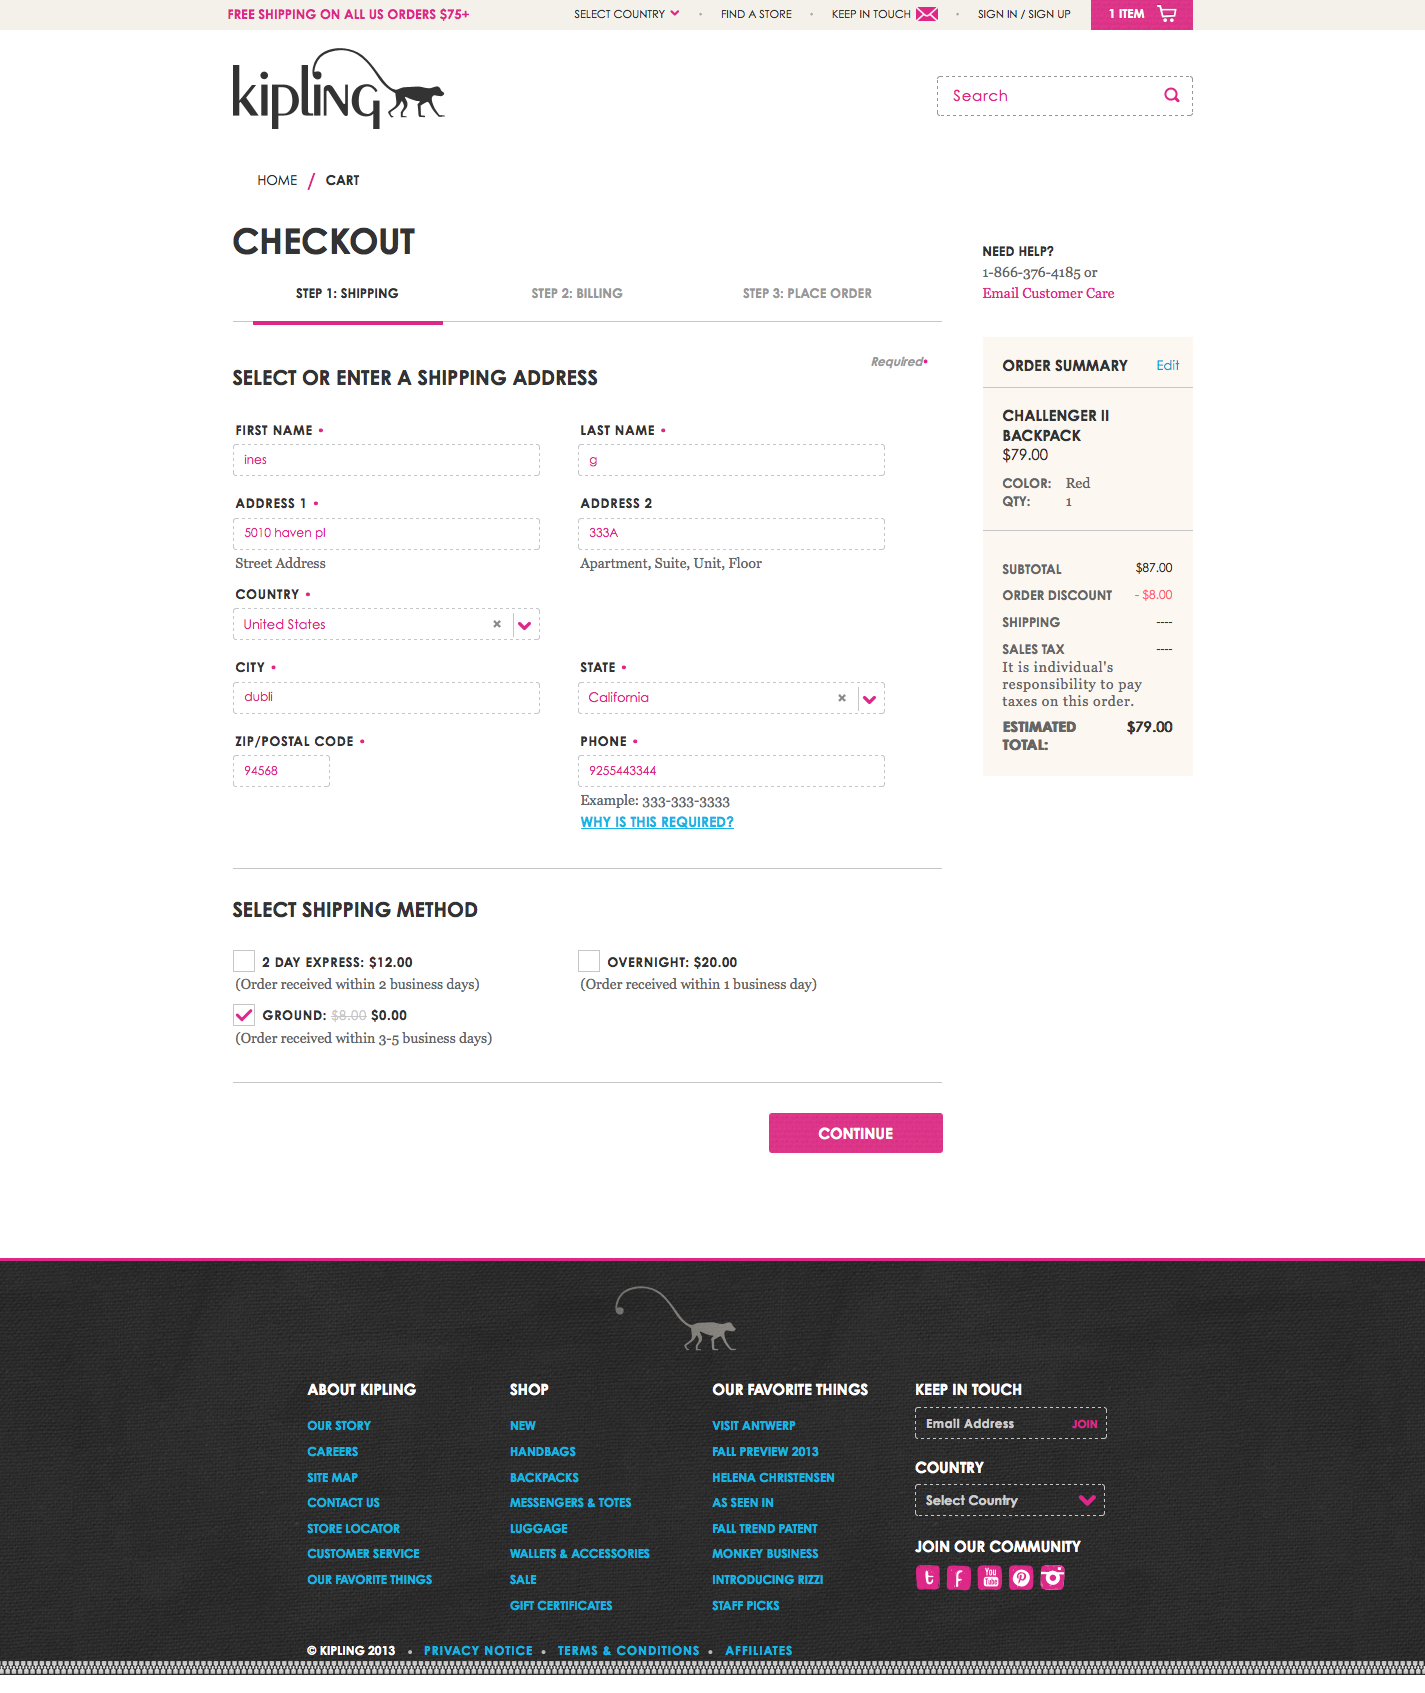 FREE SHIPPING ON ALL US ORDERS $75+
SELECT COUNTRY • FIND A STORE • KEEP IN TOUCH • SIGN IN / SIGN UP
1 ITEM
kipling
Search
HOME / CART
CHECKOUT
STEP 1: SHIPPING
STEP 2: BILLING
STEP 3: PLACE ORDER
Required•
SELECT OR ENTER A SHIPPING ADDRESS
FIRST NAME •
LAST NAME •
ines
g
ADDRESS 1 •
ADDRESS 2
5010 haven pl
333A
Street Address
Apartment, Suite, Unit, Floor
COUNTRY •
United States ×
CITY •
STATE •
dubli
California ×
ZIP/POSTAL CODE •
PHONE •
94568
9255443344
Example: 333-333-3333
WHY IS THIS REQUIRED?
SELECT SHIPPING METHOD
2 DAY EXPRESS: $12.00
(Order received within 2 business days)
OVERNIGHT: $20.00
(Order received within 1 business day)
GROUND: $8.00 $0.00
(Order received within 3-5 business days)
CONTINUE
NEED HELP?
1-866-376-4185 or
Email Customer Care
ORDER SUMMARY Edit
CHALLENGER II
BACKPACK
$79.00
COLOR: Red
QTY: 1
SUBTOTAL $87.00
ORDER DISCOUNT - $8.00
SHIPPING ----
SALES TAX ----
It is individual's
responsibility to pay
taxes on this order.
ESTIMATED $79.00
TOTAL:
ABOUT KIPLING
OUR STORY
CAREERS
SITE MAP
CONTACT US
STORE LOCATOR
CUSTOMER SERVICE
OUR FAVORITE THINGS
SHOP
NEW
HANDBAGS
BACKPACKS
MESSENGERS & TOTES
LUGGAGE
WALLETS & ACCESSORIES
SALE
GIFT CERTIFICATES
OUR FAVORITE THINGS
VISIT ANTWERP
FALL PREVIEW 2013
HELENA CHRISTENSEN
AS SEEN IN
FALL TREND PATENT
MONKEY BUSINESS
INTRODUCING RIZZI
STAFF PICKS
KEEP IN TOUCH
Email Address JOIN
COUNTRY
Select Country
JOIN OUR COMMUNITY
t f You Tube P
© KIPLING 2013 • PRIVACY NOTICE • TERMS & CONDITIONS • AFFILIATES